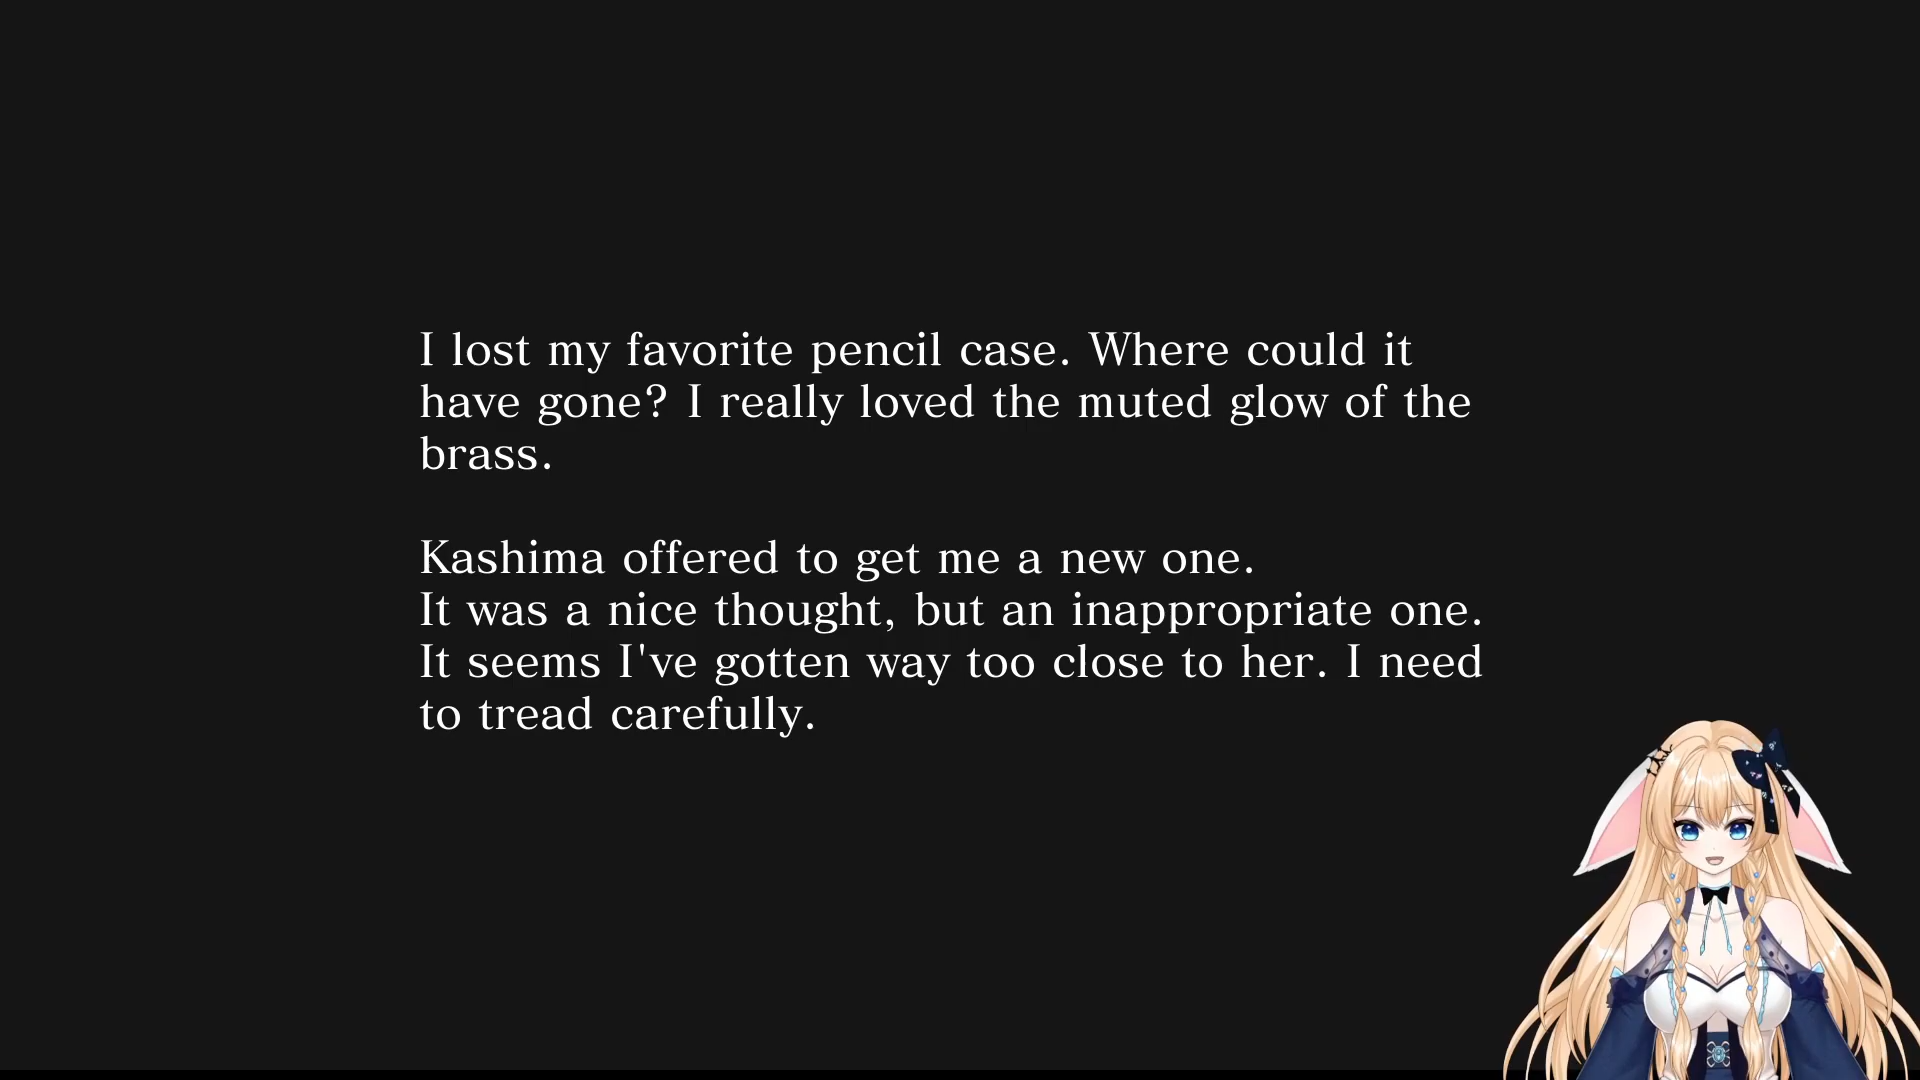 I lost my favorite pencil case. Where could it
have gone? I really loved the muted glow of the
brass.
Kashima offered to get me a new one.
It was a nice thought, but an inappropriate one.
It seems I've gotten way too close to her. I need
to tread carefully.